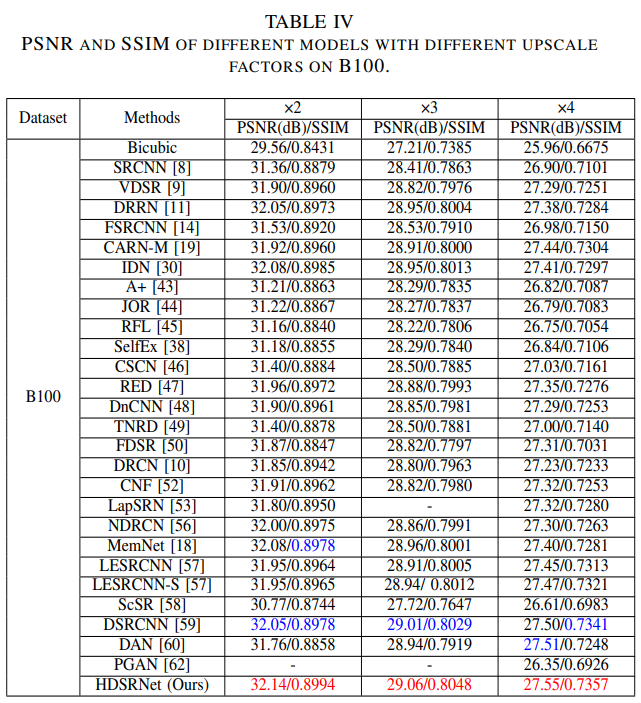 TABLE IV
PSNR AND SSIM OF DIFFERENT MODELS WITH DIFFERENT UPSCALE
FACTORS ON B100.
Dataset Methods ×2 ×3 ×4
PSNR(dB)/SSIM PSNR(dB)/SSIM PSNR(dB)/SSIM
B100
Bicubic 29.56/0.8431 27.21/0.7385 25.96/0.6675
SRCNN [8] 31.36/0.8879 28.41/0.7863 26.90/0.7101
VDSR [9] 31.90/0.8960 28.82/0.7976 27.29/0.7251
DRRN [11] 32.05/0.8973 28.95/0.8004 27.38/0.7284
FSRCNN [14] 31.53/0.8920 28.53/0.7910 26.98/0.7150
CARN-M [19] 31.92/0.8960 28.91/0.8000 27.44/0.7304
IDN [30] 32.08/0.8985 28.95/0.8013 27.41/0.7297
A+ [43] 31.21/0.8863 28.29/0.7835 26.82/0.7087
JOR [44] 31.22/0.8867 28.27/0.7837 26.79/0.7083
RFL [45] 31.16/0.8840 28.22/0.7806 26.75/0.7054
SelfEx [38] 31.18/0.8855 28.29/0.7840 26.84/0.7106
CSCN [46] 31.40/0.8884 28.50/0.7885 27.03/0.7161
RED [47] 31.96/0.8972 28.88/0.7993 27.35/0.7276
DnCNN [48] 31.90/0.8961 28.85/0.7981 27.29/0.7253
TNRD [49] 31.40/0.8878 28.50/0.7881 27.00/0.7140
FDSR [50] 31.87/0.8847 28.82/0.7797 27.31/0.7031
DRCN [10] 31.85/0.8942 28.80/0.7963 27.23/0.7233
CNF [52] 31.91/0.8962 28.82/0.7980 27.32/0.7253
LapSRN [53] 31.80/0.8950 - 27.32/0.7280
NDRCN [56] 32.00/0.8975 28.86/0.7991 27.30/0.7263
MemNet [18] 32.08/0.8978 28.96/0.8001 27.40/0.7281
LESRCNN [57] 31.95/0.8964 28.91/0.8005 27.45/0.7313
LESRCNN-S [57] 31.95/0.8965 28.94/ 0.8012 27.47/0.7321
ScSR [58] 30.77/0.8744 27.72/0.7647 26.61/0.6983
DSRCNN [59] 32.05/0.8978 29.01/0.8029 27.50/0.7341
DAN [60] 31.76/0.8858 28.94/0.7919 27.51/0.7248
PGAN [62] - - 26.35/0.6926
HDSRNet (Ours) 32.14/0.8994 29.06/0.8048 27.55/0.7357